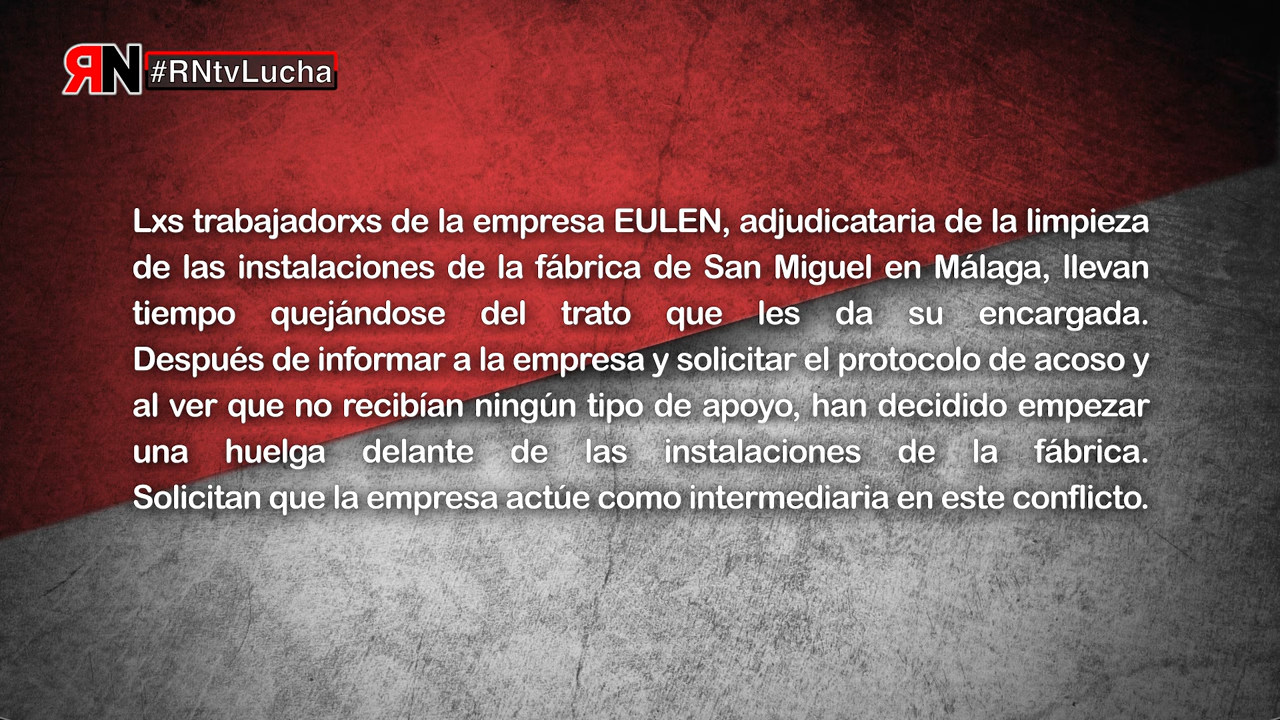 RN #RNtvLucha
Lxs trabajadorxs de la empresa EULEN, adjudicataria de la limpieza
de las instalaciones de la fábrica de San Miguel en Málaga, llevan
tiempo quejándose del trato que les da su encargada.
Después de informar a la empresa y solicitar el protocolo de acoso y
al ver que no recibían ningún tipo de apoyo, han decidido empezar
una huelga delante de las instalaciones de la fábrica.
Solicitan que la empresa actúe como intermediaria en este conflicto.